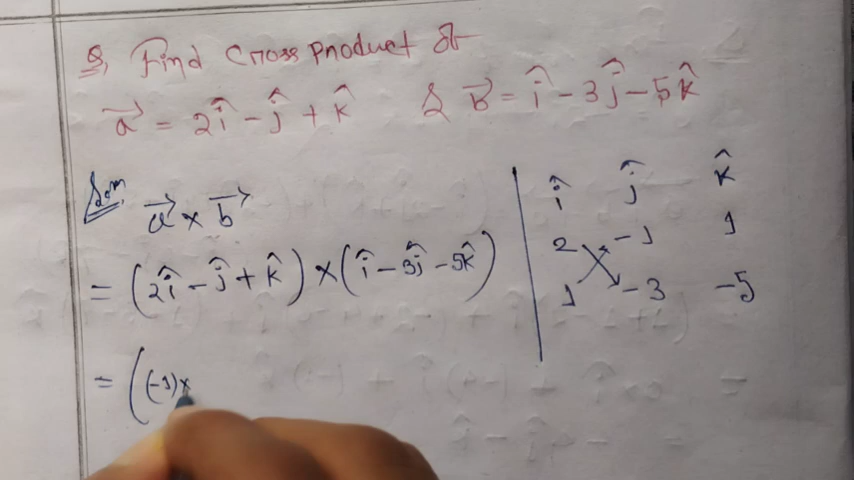 Q, Find Cross Product of
a⃗ = 2î - ĵ + k̂ & b⃗ = î - 3ĵ - 5k̂
Soln a⃗ × b⃗
= (2î - ĵ + k̂) × (î - 3ĵ - 5k̂)
= ((-1)×
î ĵ k̂
2 -1 1
1 -3 -5